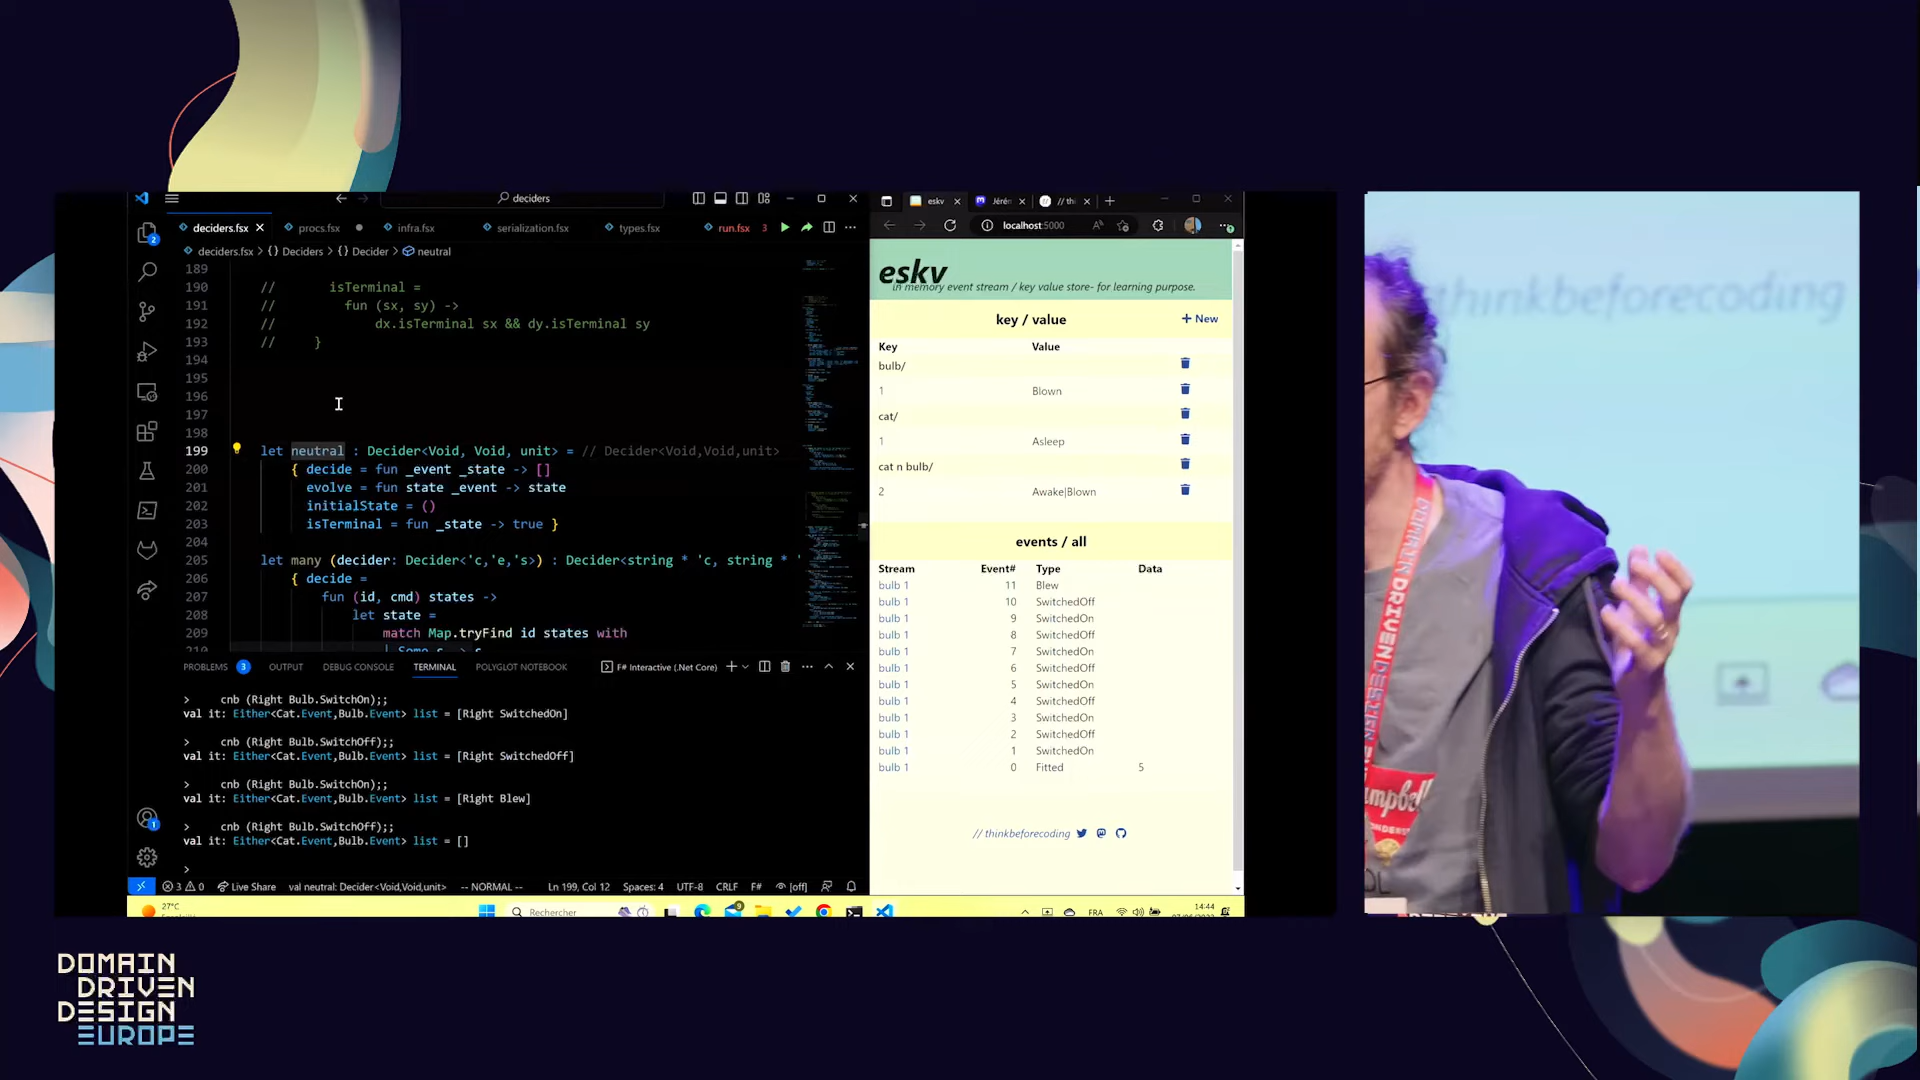 deciders
deciders.fsx
procs.fsx
infra.fsx
serialization.fsx
types.fsx
run.fsx 3
deciders.fsx > {} Deciders > {} Decider > neutral
189
190 // isTerminal =
191 // fun (sx, sy) ->
192 // dx.isTerminal sx && dy.isTerminal sy
193 // }
194
195
196
197
198
199 let neutral : Decider<Void, Void, unit> = // Decider<Void,Void,unit>
200 { decide = fun _event _state -> []
201 evolve = fun state _event -> state
202 initialState = ()
203 isTerminal = fun _state -> true }
204
205 let many (decider: Decider<'c,'e,'s>) : Decider<string * 'c, string * '
206 { decide =
207 fun (id, cmd) states ->
208 let state =
209 match Map.tryFind id states with
210 | Some s -> s
PROBLEMS 3 OUTPUT DEBUG CONSOLE TERMINAL POLYGLOT NOTEBOOK F# Interactive (.Net Core)
> cnb (Right Bulb.SwitchOn);;
val it: Either<Cat.Event,Bulb.Event> list = [Right SwitchedOn]
> cnb (Right Bulb.SwitchOff);;
val it: Either<Cat.Event,Bulb.Event> list = [Right SwitchedOff]
> cnb (Right Bulb.SwitchOn);;
val it: Either<Cat.Event,Bulb.Event> list = [Right Blew]
> cnb (Right Bulb.SwitchOff);;
val it: Either<Cat.Event,Bulb.Event> list = []
>
3 0 Live Share val neutral: Decider<Void,Void,unit> -- NORMAL -- Ln 199, Col 12 Spaces: 4 UTF-8 CRLF F# [off]
27°C
Rechercher
FRA
14:44
eskv
Jérén
// thi
localhost:5000
eskv
in memory event stream / key value store- for learning purpose.
key / value
+ New
Key Value
bulb/
1 Blown
cat/
1 Asleep
cat n bulb/
2 Awake|Blown
events / all
Stream Event# Type Data
bulb 1 11 Blew
bulb 1 10 SwitchedOff
bulb 1 9 SwitchedOn
bulb 1 8 SwitchedOff
bulb 1 7 SwitchedOn
bulb 1 6 SwitchedOff
bulb 1 5 SwitchedOn
bulb 1 4 SwitchedOff
bulb 1 3 SwitchedOn
bulb 1 2 SwitchedOff
bulb 1 1 SwitchedOn
bulb 1 0 Fitted 5
// thinkbeforecoding
//thinkbeforecoding
DOMAIN
DRIVEN
DESIGN
EUROPE